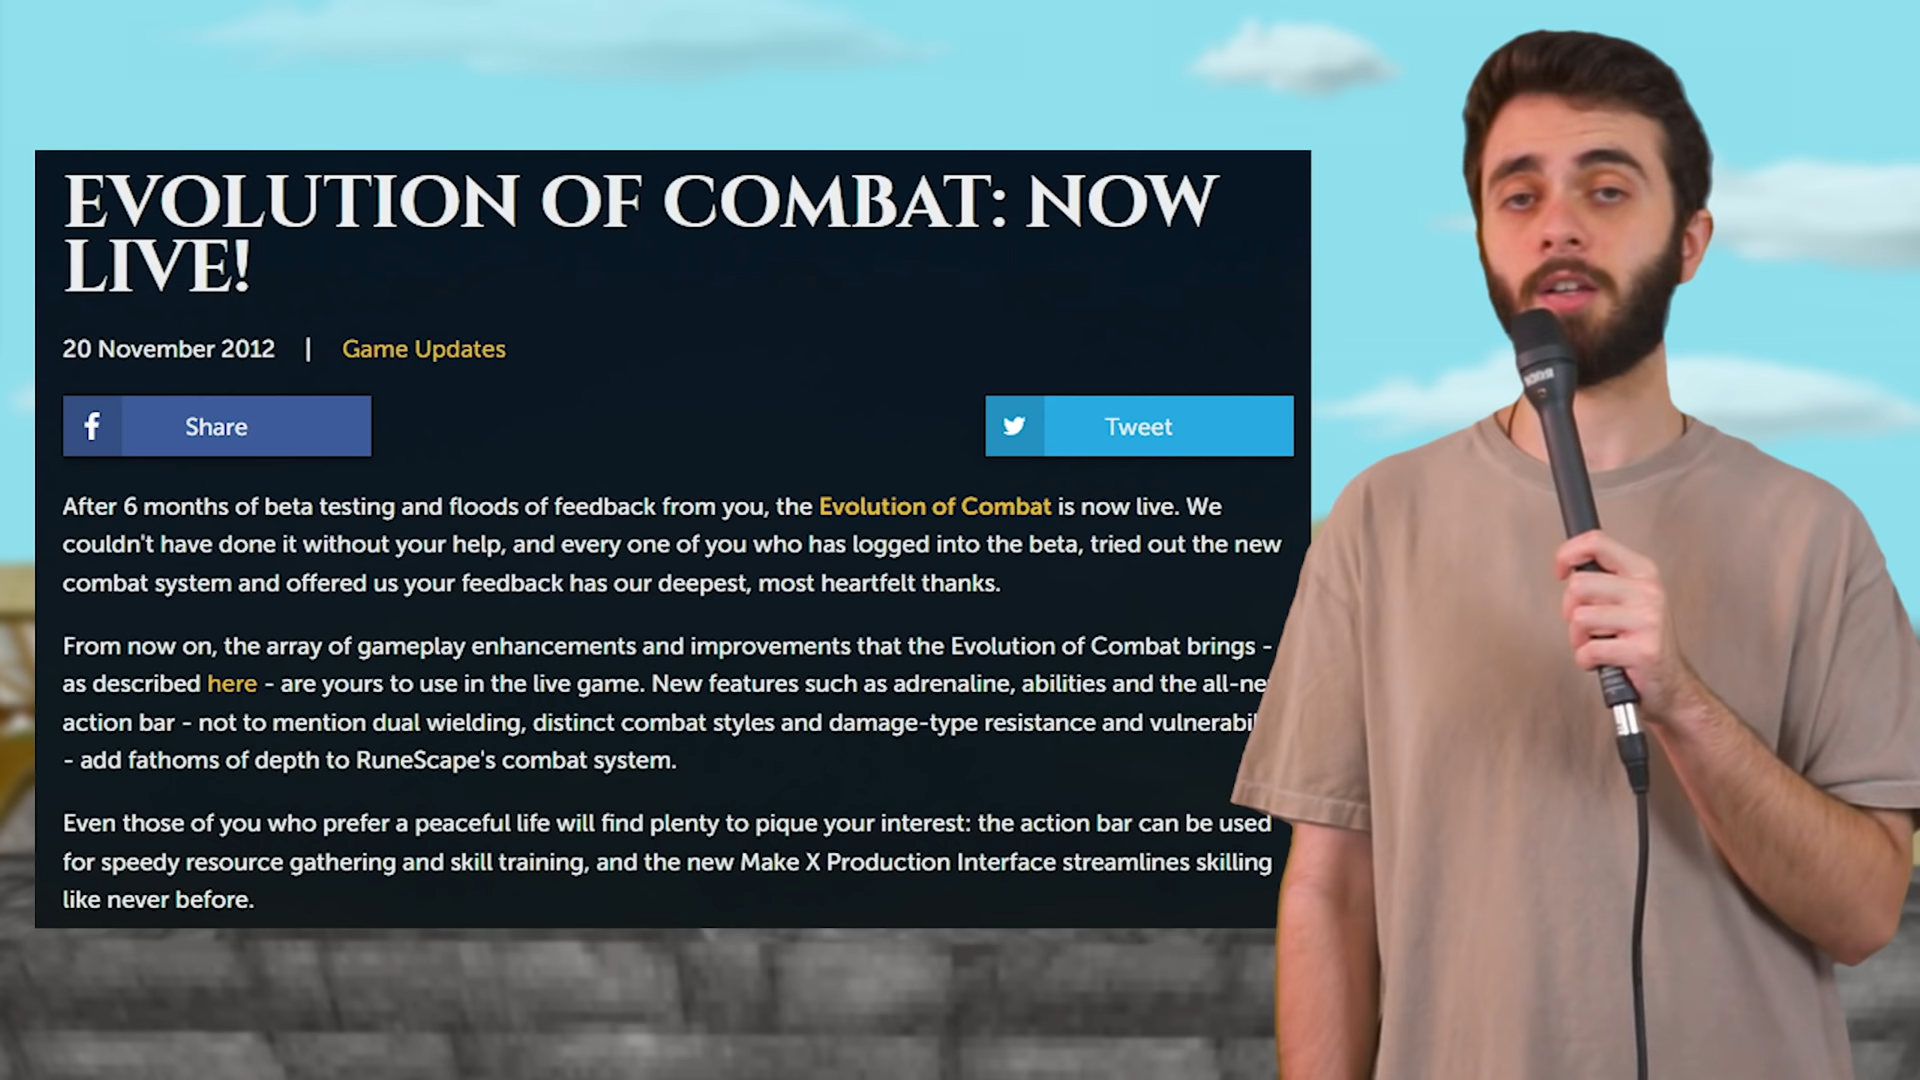 EVOLUTION OF COMBAT: NOW
LIVE!
20 November 2012 | Game Updates
f Share
Tweet
After 6 months of beta testing and floods of feedback from you, the Evolution of Combat is now live. We
couldn't have done it without your help, and every one of you who has logged into the beta, tried out the new
combat system and offered us your feedback has our deepest, most heartfelt thanks.
From now on, the array of gameplay enhancements and improvements that the Evolution of Combat brings -
as described here - are yours to use in the live game. New features such as adrenaline, abilities and the
action bar - not to mention dual wielding, distinct combat styles and damage-type resistance and
- add fathoms of depth to RuneScape's combat system.
Even those of you who prefer a peaceful life will find plenty to pique your interest: the action bar can be used
for speedy resource gathering and skill training, and the new Make X Production Interface streamlines skilling
like never before.